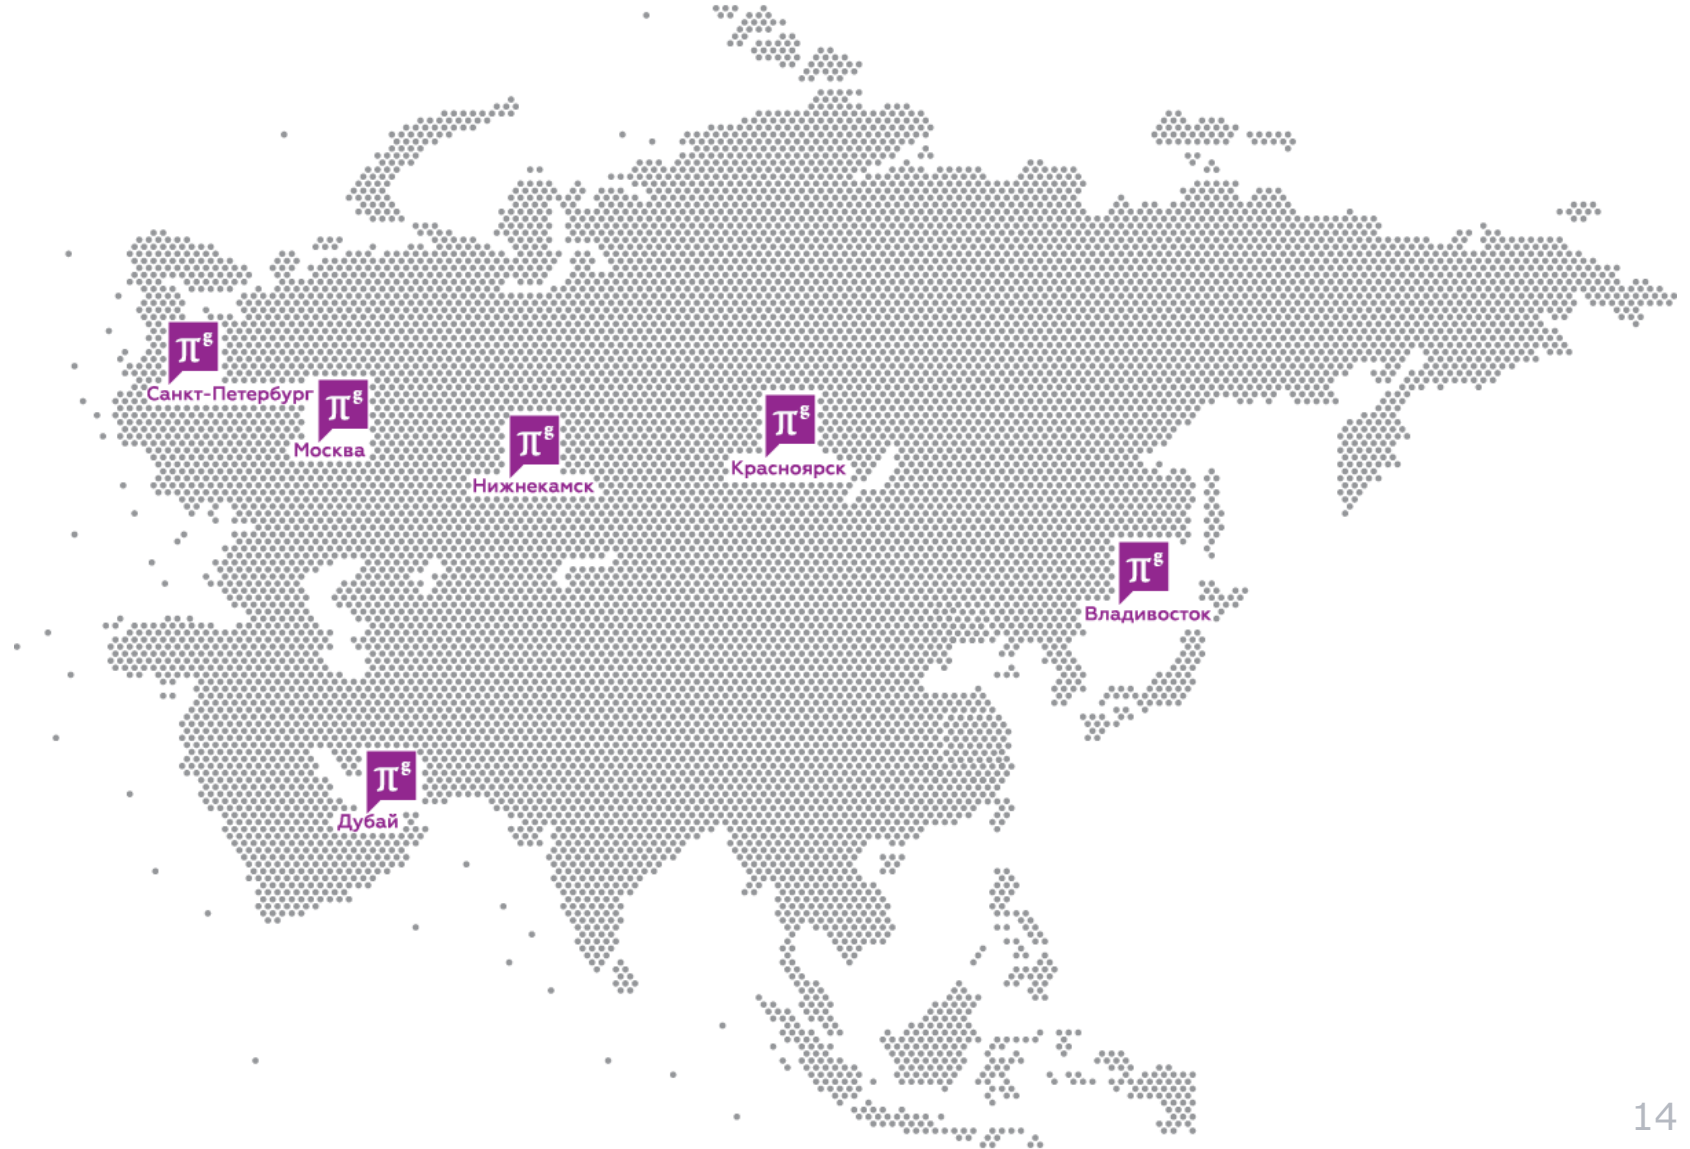 πg
Санкт-Петербург
πg
Москва
πg
Нижнекамск
πg
Красноярск
πg
Владивосток
πg
Дубай
14